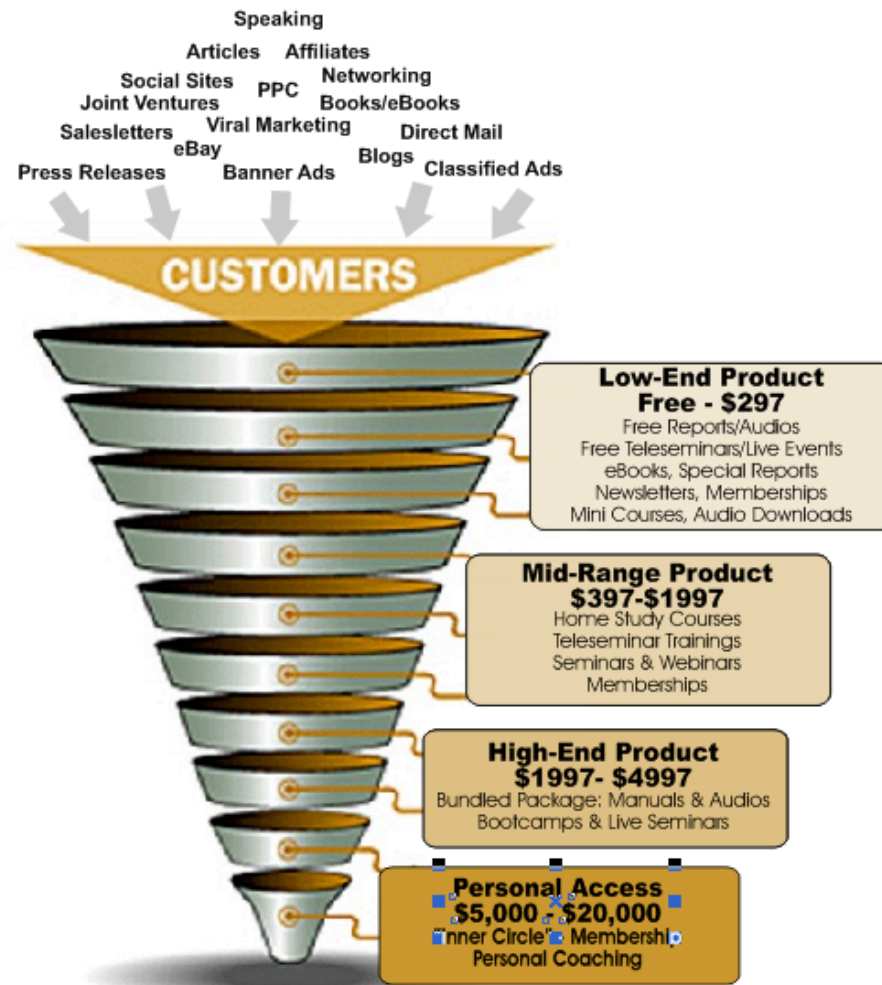 Speaking
Articles Affiliates
Social Sites PPC Networking
Joint Ventures Books/eBooks
Salesletters Viral Marketing Direct Mail
eBay Blogs
Press Releases Banner Ads Classified Ads
CUSTOMERS
Low-End Product
Free - $297
Free Reports/Audios
Free Teleseminars/Live Events
eBooks, Special Reports
Newsletters, Memberships
Mini Courses, Audio Downloads
Mid-Range Product
$397-$1997
Home Study Courses
Teleseminar Trainings
Seminars & Webinars
Memberships
High-End Product
$1997- $4997
Bundled Package: Manuals & Audios
Bootcamps & Live Seminars
Personal Access
$5,000 - $20,000
"Inner Circle" - Membership
Personal Coaching